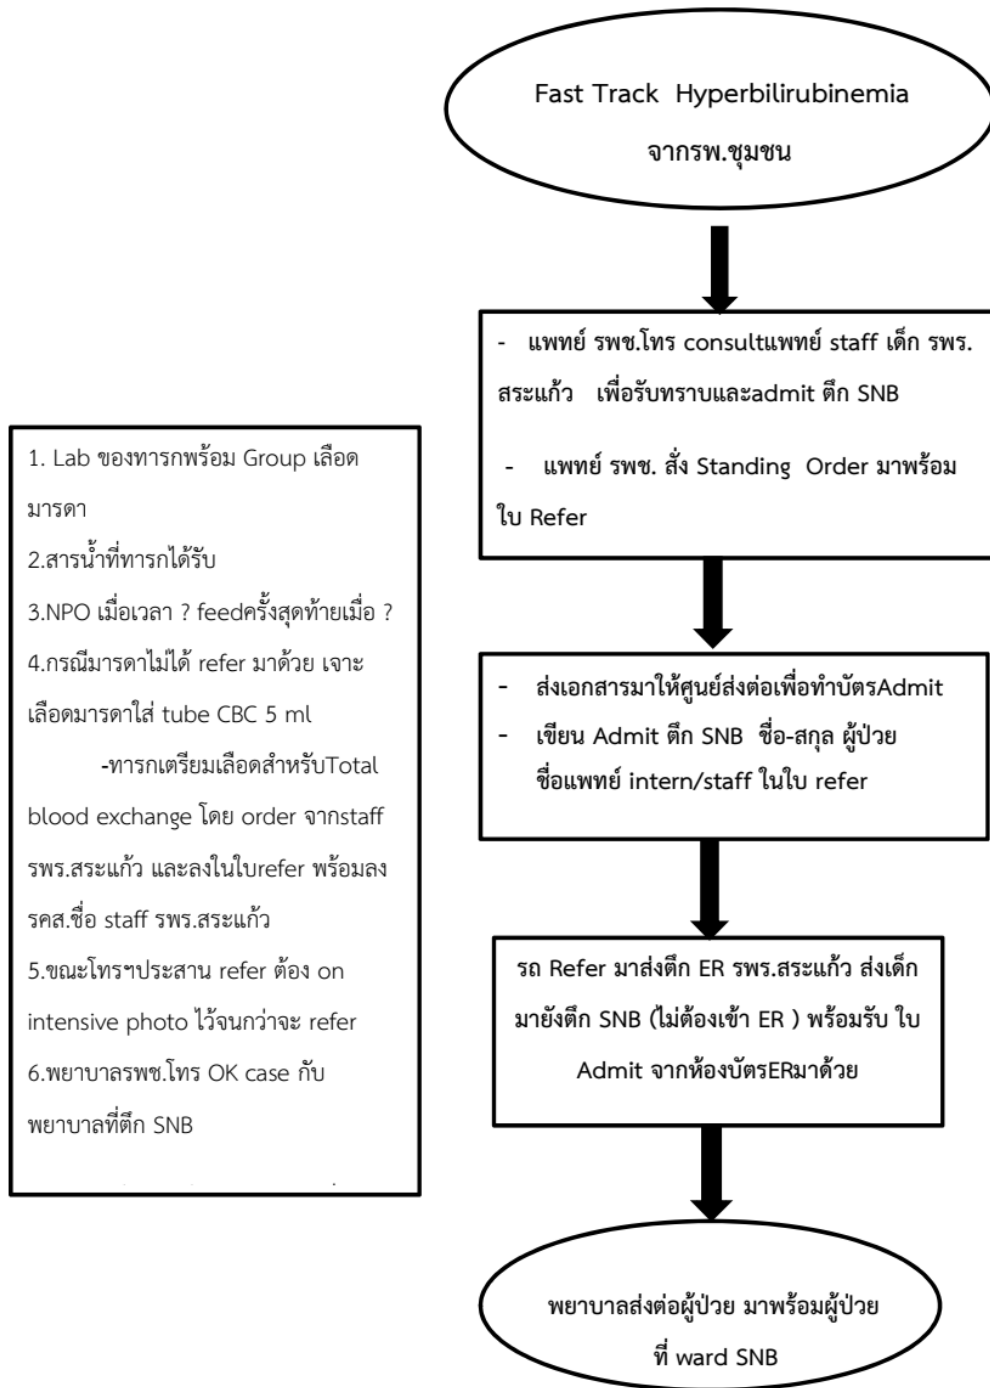 Fast Track Hyperbilirubinemia
จากรพ.ชุมชน
- แพทย์ รพช.โทร consultแพทย์ staff เด็ก รพร.
สระแก้ว เพื่อรับทราบและadmit ตึก SNB
- แพทย์ รพช. สั่ง Standing Order มาพร้อม
ใบ Refer
1. Lab ของทารกพร้อม Group เลือด
มารดา
2.สารน้ำที่ทารกได้รับ
3.NPO เมื่อเวลา ? feedครั้งสุดท้ายเมื่อ ?
4.กรณีมารดาไม่ได้ refer มาด้วย เจาะ
เลือดมารดาใส่ tube CBC 5 ml
-ทารกเตรียมเลือดสำหรับTotal
blood exchange โดย order จากstaff
รพร.สระแก้ว และลงในใบrefer พร้อมลง
รคส.ชื่อ staff รพร.สระแก้ว
5.ขณะโทรฯประสาน refer ต้อง on
intensive photo ไว้จนกว่าจะ refer
6.พยาบาลรพช.โทร OK case กับ
พยาบาลที่ตึก SNB
- ส่งเอกสารมาให้ศูนย์ส่งต่อเพื่อทำบัตรAdmit
- เขียน Admit ตึก SNB ชื่อ-สกุล ผู้ป่วย
ชื่อแพทย์ intern/staff ในใบ refer
รถ Refer มาส่งตึก ER รพร.สระแก้ว ส่งเด็ก
มายังตึก SNB (ไม่ต้องเข้า ER ) พร้อมรับ ใบ
Admit จากห้องบัตรERมาด้วย
พยาบาลส่งต่อผู้ป่วย มาพร้อมผู้ป่วย
ที่ ward SNB